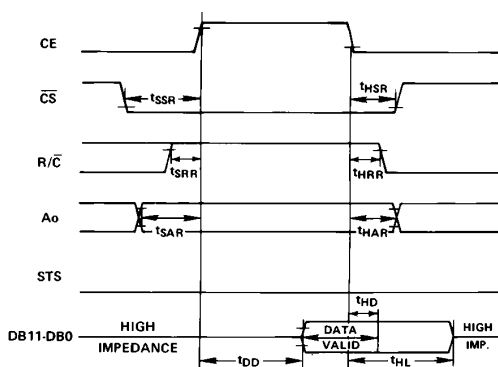 CE
CS
tSSR
tHSR
R/C
tSRR
tHRR
Ao
tSAR
tHAR
STS
tHD
DB11-DB0
HIGH
IMPEDANCE
DATA
VALID
HIGH
IMP.
tDD
tHL